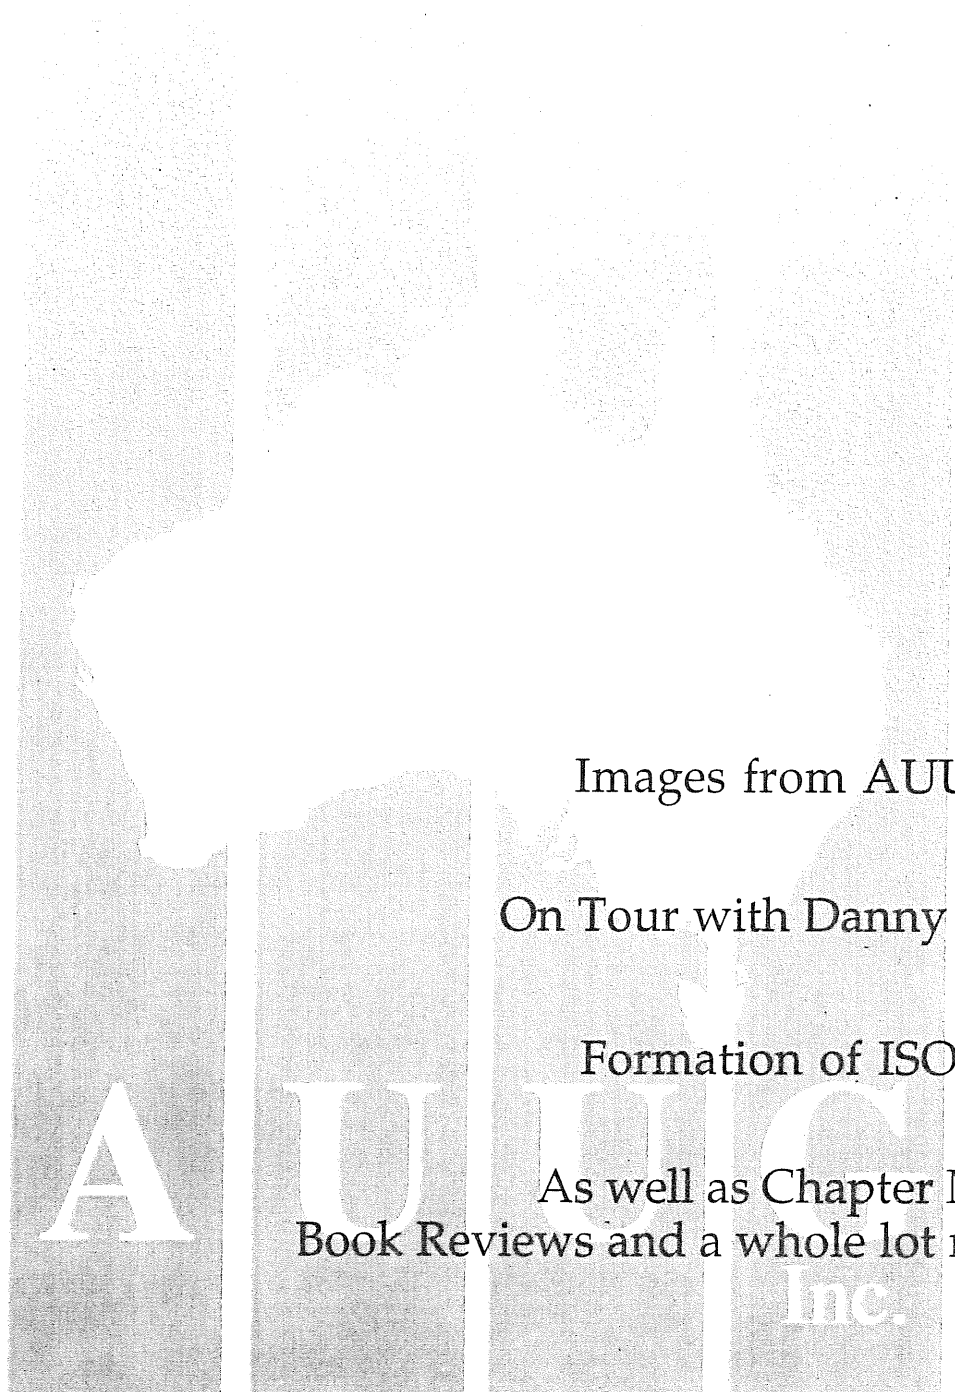 Images from AUU
On Tour with Danny
Formation of ISO
As well as Chapter
Book Reviews and a whole lot
A U U G
Inc.